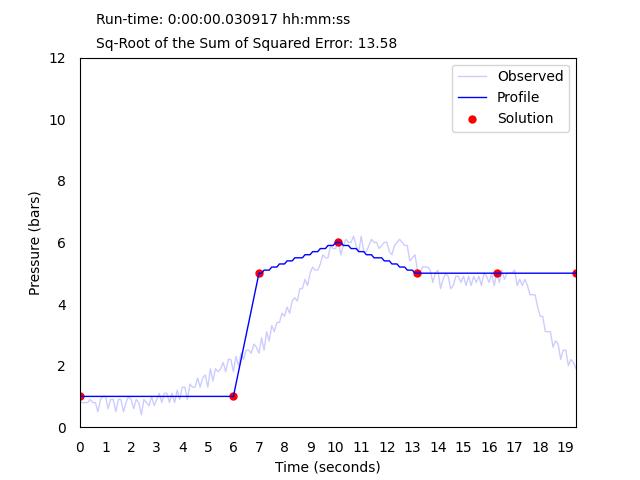 Run-time: 0:00:00.030917 hh:mm:ss
Sq-Root of the Sum of Squared Error: 13.58
12
10
8
6
4
2
0
Pressure (bars)
Observed
Profile
Solution
0 1 2 3 4 5 6 7 8 9 10 11 12 13 14 15 16 17 18 19
Time (seconds)